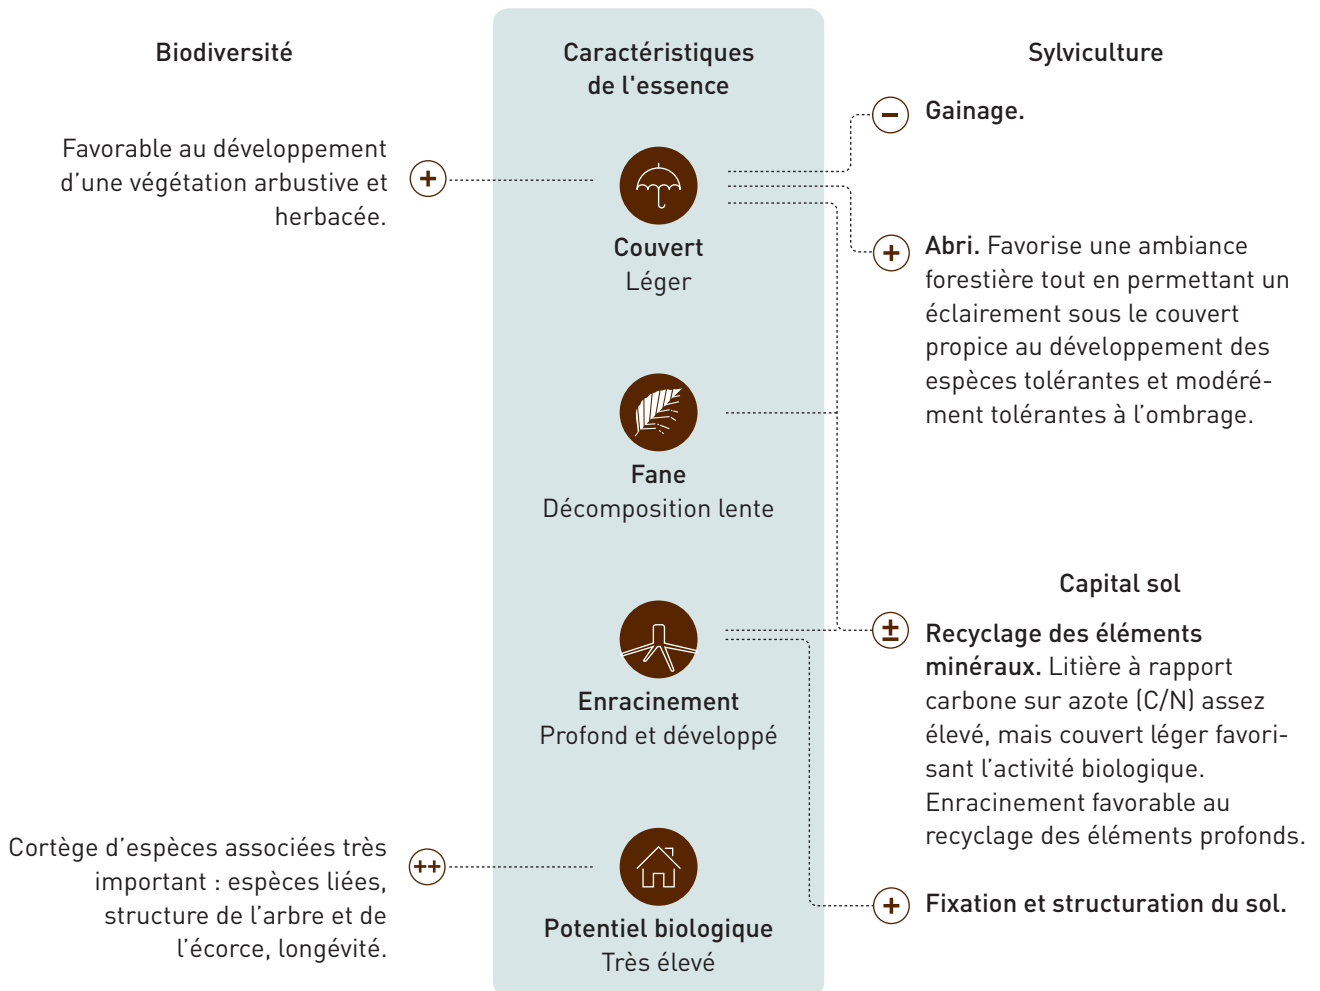 Biodiversité
Favorable au développement
d’une végétation arbustive et
herbacée.
+
Cortège d’espèces associées très
important : espèces liées,
structure de l’arbre et de
l’écorce, longévité.
++
Caractéristiques
de l'essence
Couvert
Léger
Fane
Décomposition lente
Enracinement
Profond et développé
Potentiel biologique
Très élevé
Sylviculture
−
Gainage.
+
Abri. Favorise une ambiance
forestière tout en permettant un
éclairement sous le couvert
propice au développement des
espèces tolérantes et modéré-
ment tolérantes à l’ombrage.
Capital sol
±
Recyclage des éléments
minéraux. Litière à rapport
carbone sur azote (C/N) assez
élevé, mais couvert léger favori-
sant l’activité biologique.
Enracinement favorable au
recyclage des éléments profonds.
+
Fixation et structuration du sol.